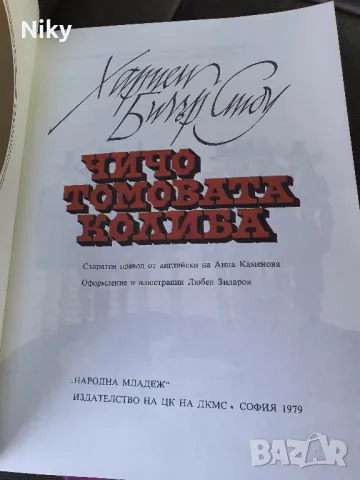 Niky
Хариет
Бичър Стоу
ЧИЧО
ТОМОВАТА
КОЛИБА
Съкратен превод от английски на Анна Каменова
Оформление и илюстрации Любен Зидаров
„НАРОДНА МЛАДЕЖ“
ИЗДАТЕЛСТВО НА ЦК НА ДКМС • СОФИЯ 1979
BAZAR